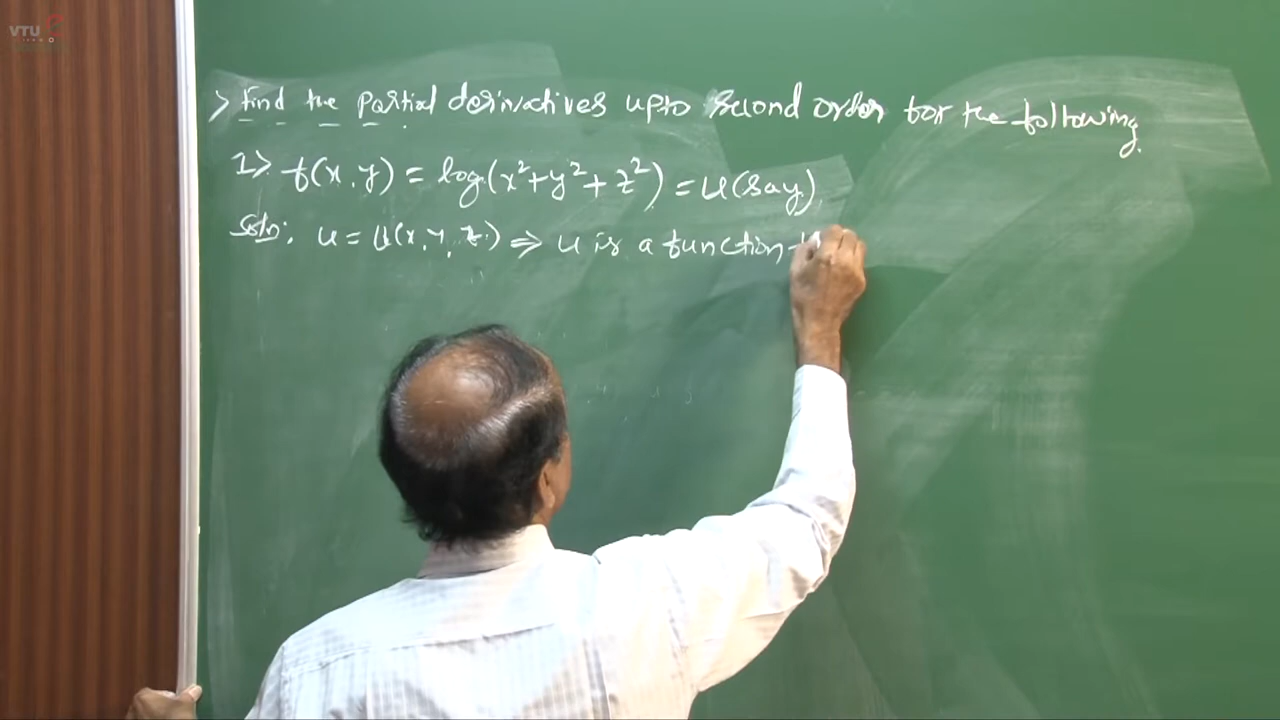 VTU
> Find the Partial derivatives upto second order for the following.
1> f(x, y) = log(x²+y²+z²) = u(say)
Soln: u = u(x, y, z) ⇒ u is a function